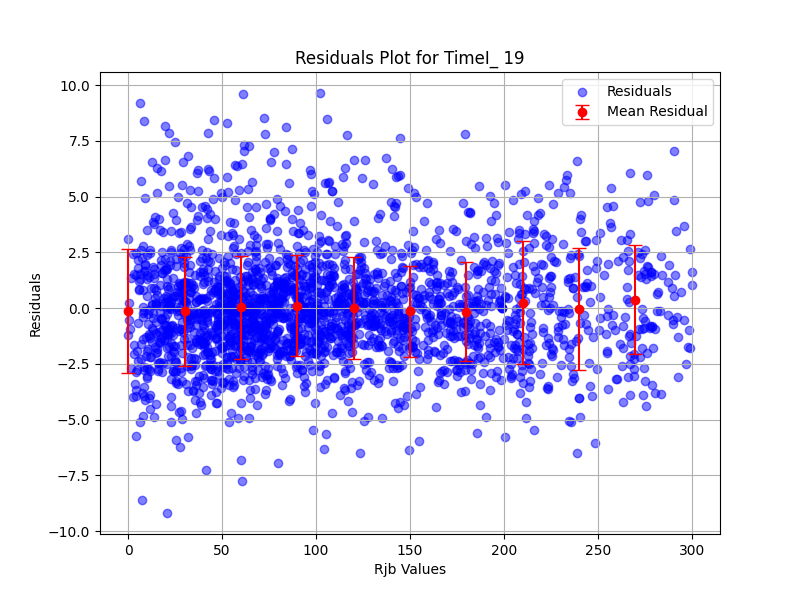 Residuals Plot for TimeI_ 19
Residuals
Mean Residual
10.0
7.5
5.0
2.5
0.0
−2.5
−5.0
−7.5
−10.0
Residuals
0 50 100 150 200 250 300
Rjb Values